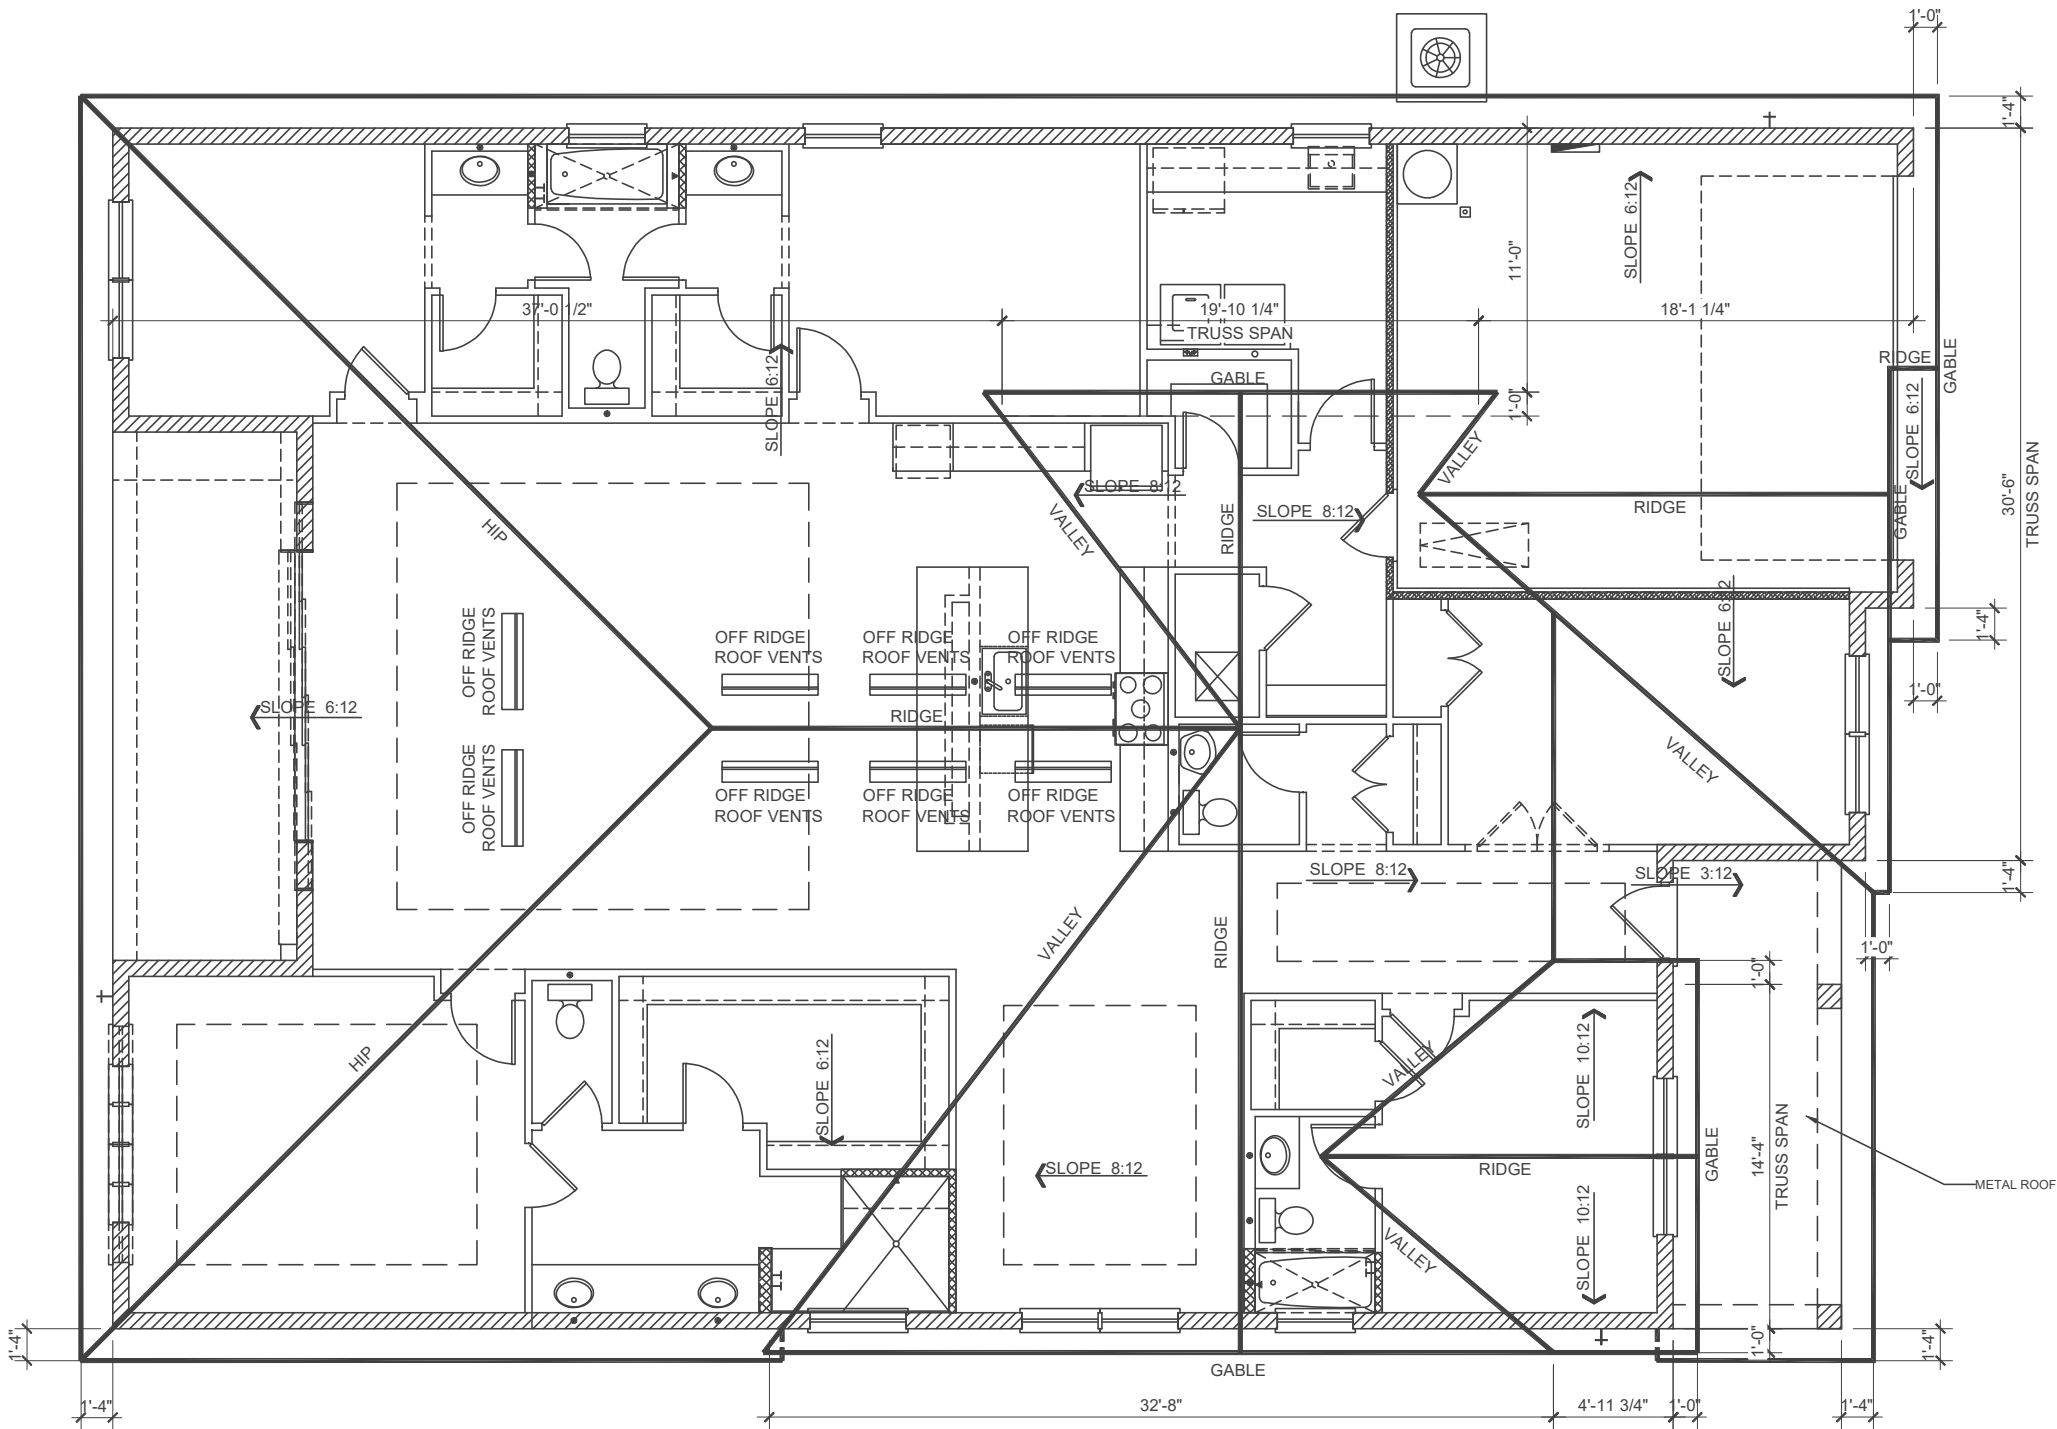 1'-0"
1'-4"
SLOPE 6:12
11'-0"
37'-0 1/2"
19'-10 1/4"
18'-1 1/4"
TRUSS SPAN
RIDGE
GABLE
SLOPE 6:12
GABLE
1'-0"
SLOPE 6:12
VALLEY
SLOPE 8:12
VALLEY
SLOPE 8:12
RIDGE
RIDGE
GABLE
30'-6"
TRUSS SPAN
HIP
OFF RIDGE
ROOF VENTS
OFF RIDGE
ROOF VENTS
OFF RIDGE
ROOF VENTS
OFF RIDGE
ROOF VENTS
SLOPE 6:12
1'-4"
1'-0"
SLOPE 6:12
RIDGE
VALLEY
OFF RIDGE
ROOF VENTS
OFF RIDGE
ROOF VENTS
OFF RIDGE
ROOF VENTS
OFF RIDGE
ROOF VENTS
SLOPE 8:12
SLOPE 3:12
1'-4"
VALLEY
RIDGE
1'-0"
1'-0"
HIP
SLOPE 6:12
VALLEY
SLOPE 10:12
SLOPE 8:12
RIDGE
GABLE
14'-4"
TRUSS SPAN
METAL ROOF
VALLEY
SLOPE 10:12
1'-4"
1'-0"
1'-4"
GABLE
1'-4"
32'-8"
4'-11 3/4"
1'-0"
1'-4"